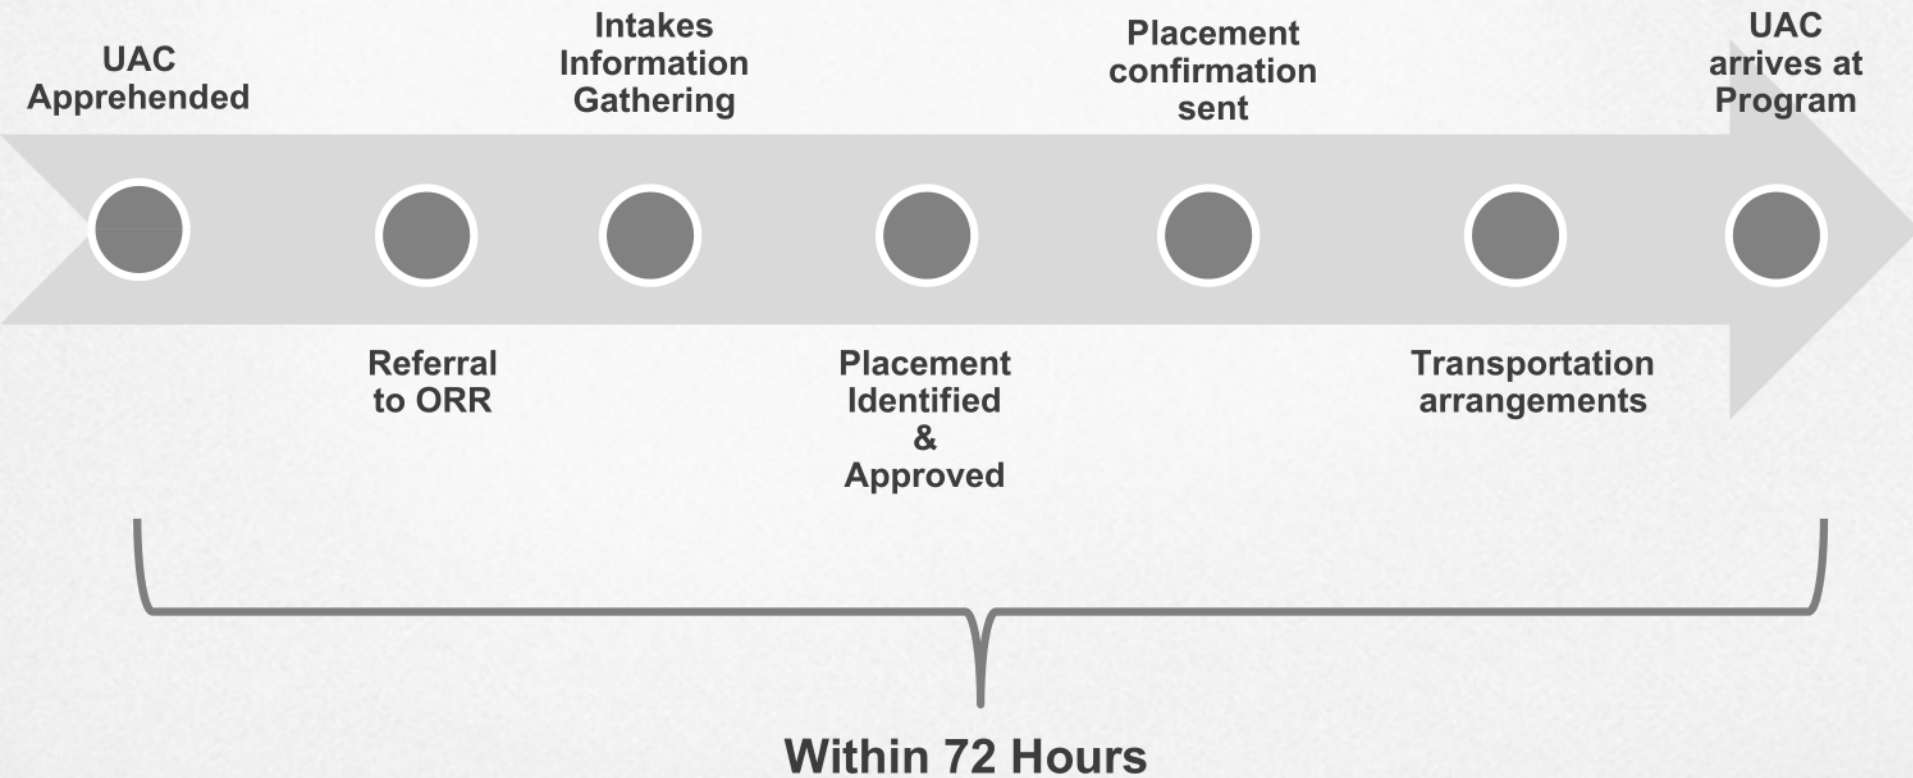 UAC
Apprehended
Referral
to ORR
Intakes
Information
Gathering
Placement
Identified
&
Approved
Placement
confirmation
sent
Transportation
arrangements
UAC
arrives at
Program
Within 72 Hours